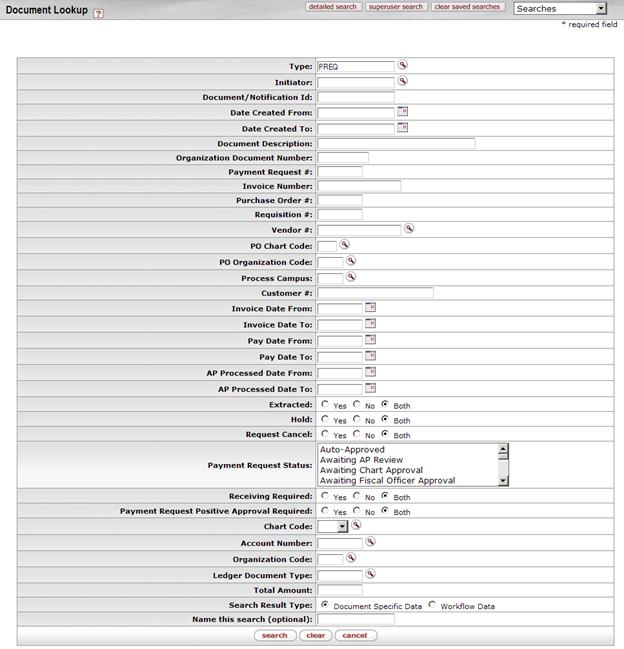 Document Lookup ?
detailed search superuser search clear saved searches Searches
* required field
Type: PREQ
Initiator:
Document/Notification Id:
Date Created From:
Date Created To:
Document Description:
Organization Document Number:
Payment Request #:
Invoice Number:
Purchase Order #:
Requisition #:
Vendor #:
PO Chart Code:
PO Organization Code:
Process Campus:
Customer #:
Invoice Date From:
Invoice Date To:
Pay Date From:
Pay Date To:
AP Processed Date From:
AP Processed Date To:
Extracted: Yes No Both
Hold: Yes No Both
Request Cancel: Yes No Both
Payment Request Status:
Auto-Approved
Awaiting AP Review
Awaiting Chart Approval
Awaiting Fiscal Officer Approval
Receiving Required: Yes No Both
Payment Request Positive Approval Required: Yes No Both
Chart Code:
Account Number:
Organization Code:
Ledger Document Type:
Total Amount:
Search Result Type: Document Specific Data Workflow Data
Name this search (optional):
search clear cancel